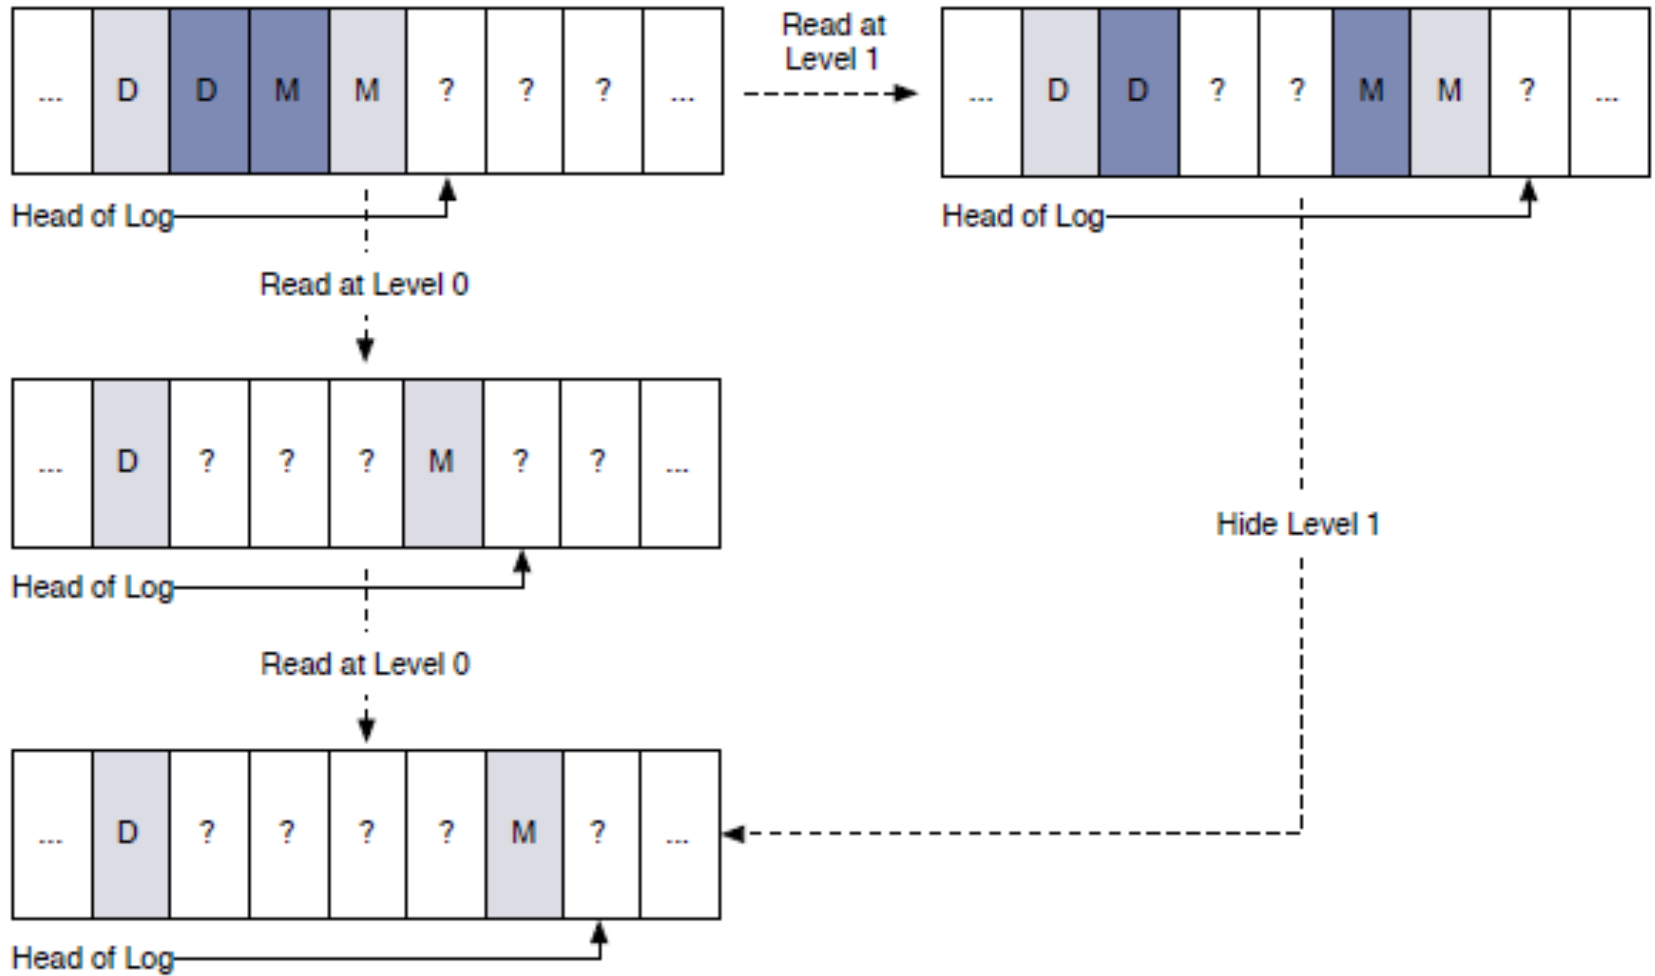 ... D D M M ? ? ? ...
Head of Log
Read at
Level 1
... D D ? ? M M ? ...
Head of Log
Read at Level 0
... D ? ? ? M ? ? ...
Head of Log
Hide Level 1
Read at Level 0
... D ? ? ? ? M ? ...
Head of Log